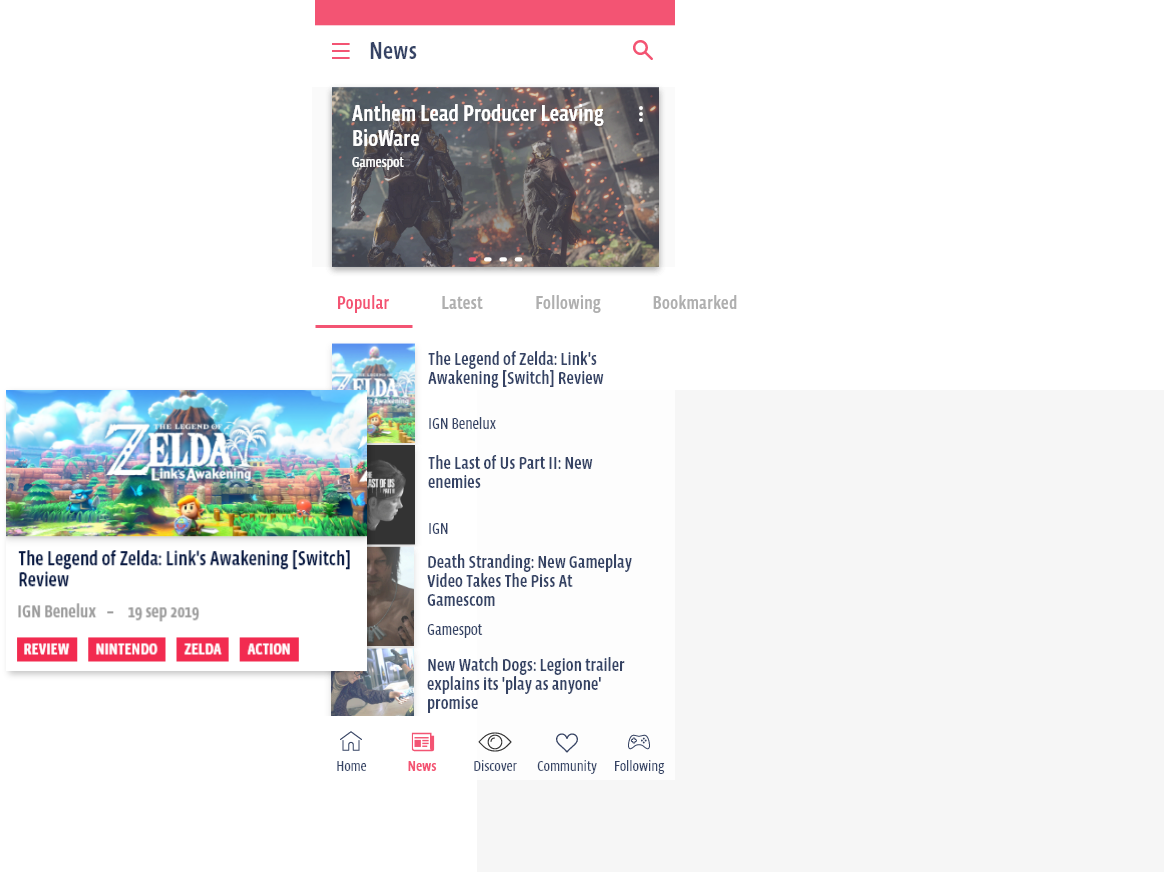 News
Anthem Lead Producer Leaving
BioWare
Gamespot
Popular
Latest
Following
Bookmarked
The Legend of Zelda: Link's
Awakening [Switch] Review
IGN Benelux
The Last of Us Part II: New
enemies
IGN
Death Stranding: New Gameplay
Video Takes The Piss At
Gamescom
Gamespot
New Watch Dogs: Legion trailer
explains its 'play as anyone'
promise
THE LEGEND OF
ZELDA
Link's Awakening
The Legend of Zelda: Link's Awakening [Switch]
Review
IGN Benelux – 19 sep 2019
REVIEW
NINTENDO
ZELDA
ACTION
Home
News
Discover
Community
Following